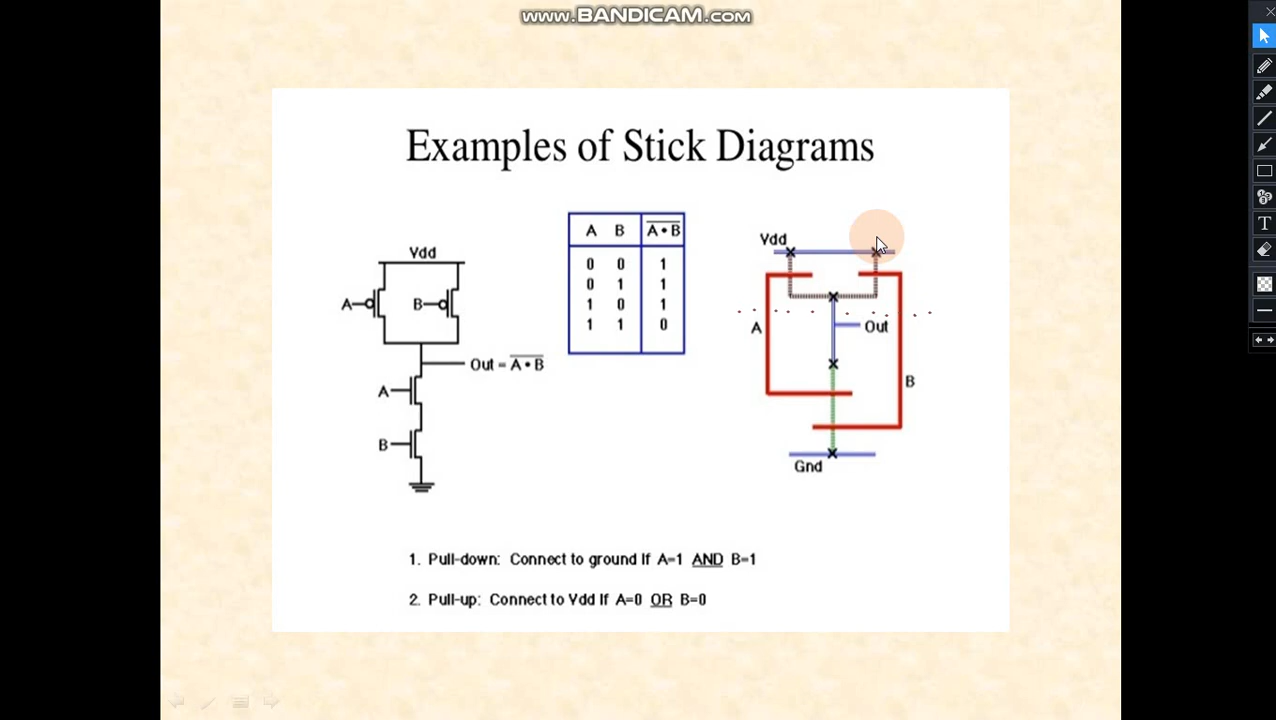 www.BANDICAM.com
Examples of Stick Diagrams
Vdd
A
B
Out = A•B
A
B
A B A•B
0 0 1
0 1 1
1 0 1
1 1 0
Vdd
A
Out
B
Gnd
1. Pull-down: Connect to ground If A=1 AND B=1
2. Pull-up: Connect to Vdd If A=0 OR B=0
T